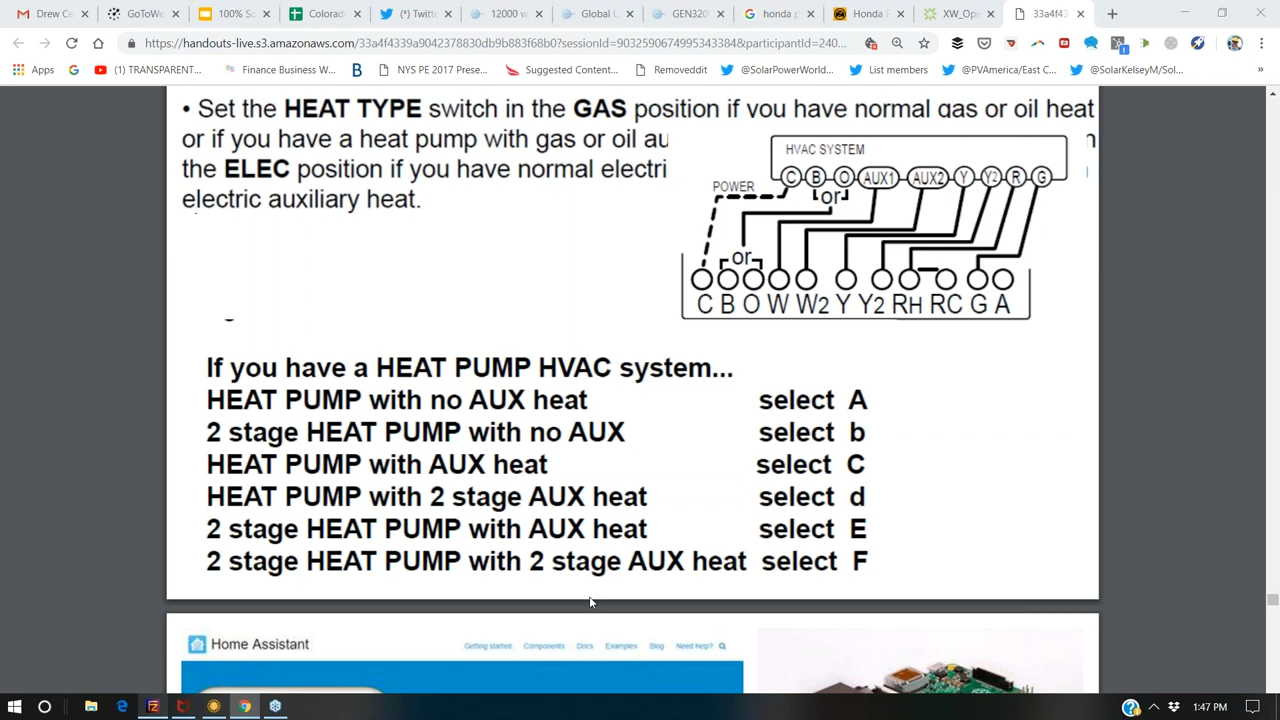 Drew Ce
GoToWe
100% So
Colorad
(*) Twitt
12000 w
Global L
GEN320
honda p
Honda E
XW_Ope
33a4f43
https://handouts-live.s3.amazonaws.com/33a4f4339a9542378830db0b883f60b0?sessionId=9032590674995343384&participantId=240...
Apps
(1) TRANSPARENT...
Finance Business W...
NYS PE 2017 Prese...
Suggested Content...
Removeddit
@SolarPowerWorld...
List members
@PVAmerica/East C...
@SolarKelseyM/Sol...
»
• Set the HEAT TYPE switch in the GAS position if you have normal gas or oil heat
or if you have a heat pump with gas or oil au
the ELEC position if you have normal electri
electric auxiliary heat.
HVAC SYSTEM
C B O AUX1 AUX2 Y Y2 R G
POWER
or
or
C B O W W2 Y Y2 RH RC G A
If you have a HEAT PUMP HVAC system...
HEAT PUMP with no AUX heat select A
2 stage HEAT PUMP with no AUX select b
HEAT PUMP with AUX heat select C
HEAT PUMP with 2 stage AUX heat select d
2 stage HEAT PUMP with AUX heat select E
2 stage HEAT PUMP with 2 stage AUX heat select F
Home Assistant
Getting started Components Docs Examples Blog Need help?
1:47 PM